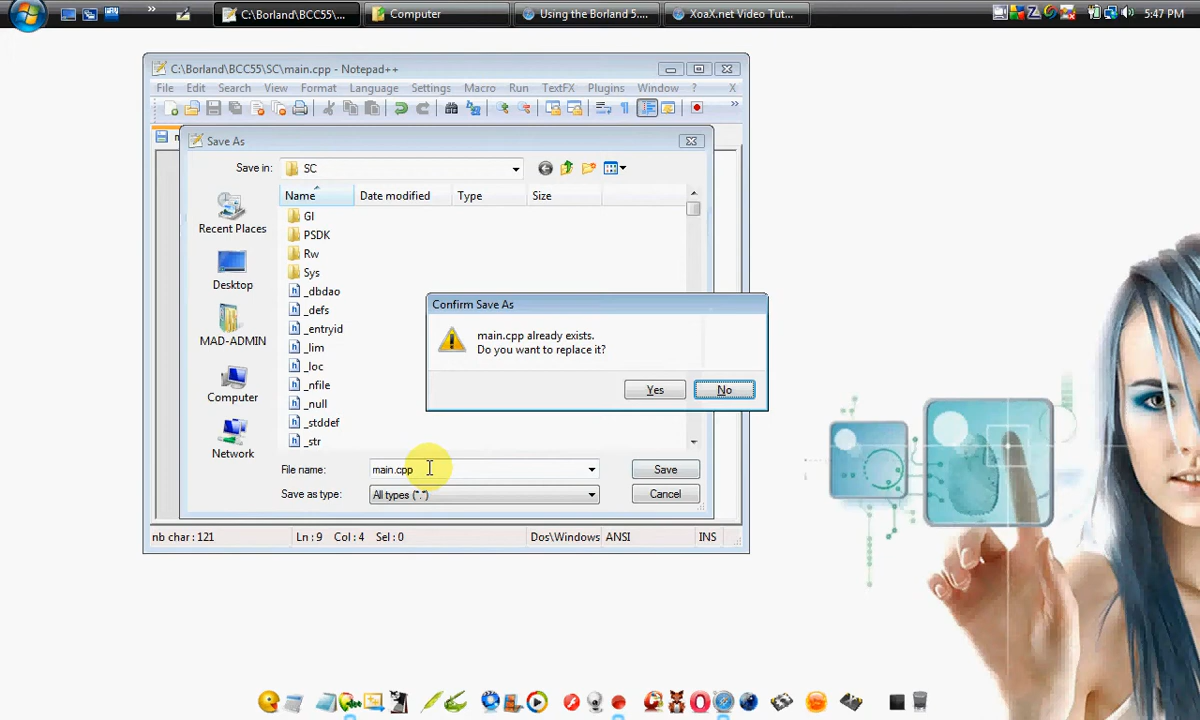 C:\Borland\BCC55\...
Computer
Using the Borland 5....
XoaX.net Video Tut...
5:47 PM
C:\Borland\BCC55\SC\main.cpp - Notepad++
File Edit Search View Format Language Settings Macro Run TextFX Plugins Window ? X
Save As
Save in: SC
Name Date modified Type Size
Recent Places
Desktop
MAD-ADMIN
Computer
Network
GI
PSDK
Rw
Sys
_dbdao
_defs
_entryid
_lim
_loc
_nfile
_null
_stddef
_str
Confirm Save As
main.cpp already exists.
Do you want to replace it?
Yes No
File name: main.cpp Save
Save as type: All types (*.*) Cancel
nb char : 121 Ln : 9 Col : 4 Sel : 0 Dos\Windows ANSI INS